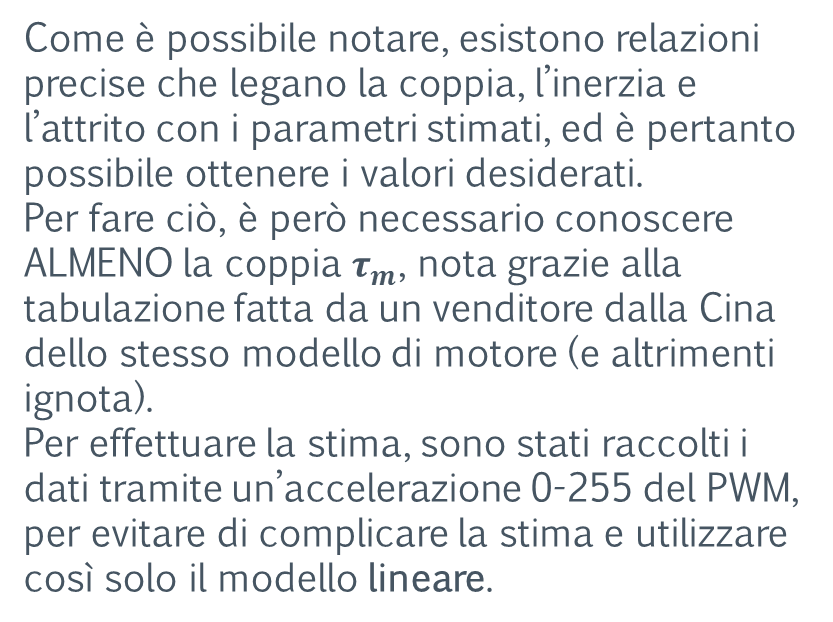 Come è possibile notare, esistono relazioni
precise che legano la coppia, l’inerzia e
l’attrito con i parametri stimati, ed è pertanto
possibile ottenere i valori desiderati.
Per fare ciò, è però necessario conoscere
ALMENO la coppia τₘ, nota grazie alla
tabulazione fatta da un venditore dalla Cina
dello stesso modello di motore (e altrimenti
ignota).
Per effettuare la stima, sono stati raccolti i
dati tramite un’accelerazione 0-255 del PWM,
per evitare di complicare la stima e utilizzare
così solo il modello lineare.